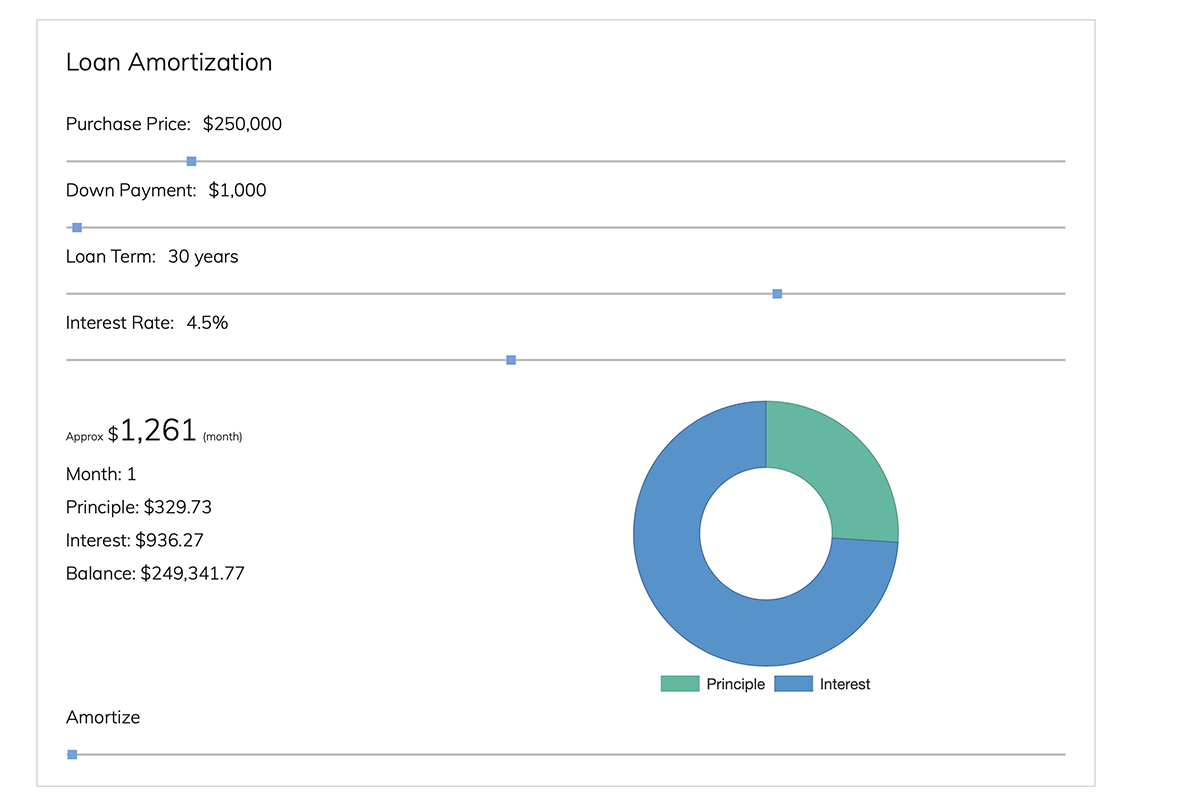 Loan Amortization
Purchase Price: $250,000
Down Payment: $1,000
Loan Term: 30 years
Interest Rate: 4.5%
Approx $1,261 (month)
Month: 1
Principle: $329.73
Interest: $936.27
Balance: $249,341.77
Principle Interest
Amortize